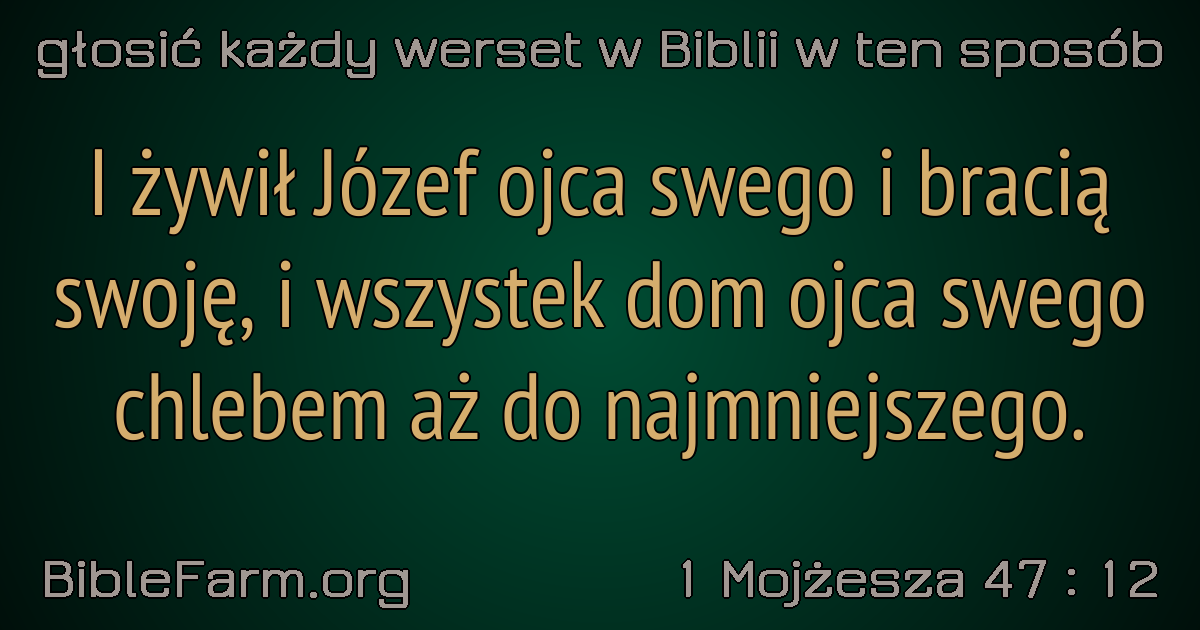 głosić każdy werset w Biblii w ten sposób
I żywił Józef ojca swego i bracią
swoję, i wszystek dom ojca swego
chlebem aż do najmniejszego.
BibleFarm.org
1 Mojżesza 47 : 12